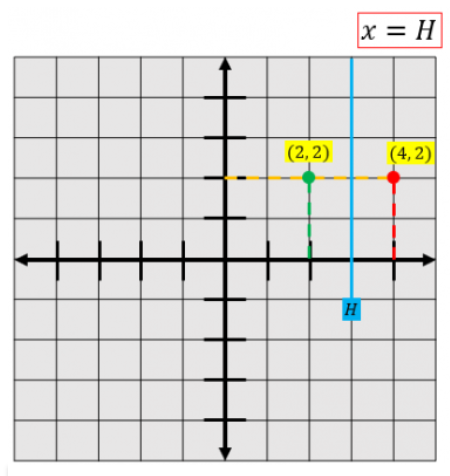 x = H
(2, 2)
(4, 2)
H